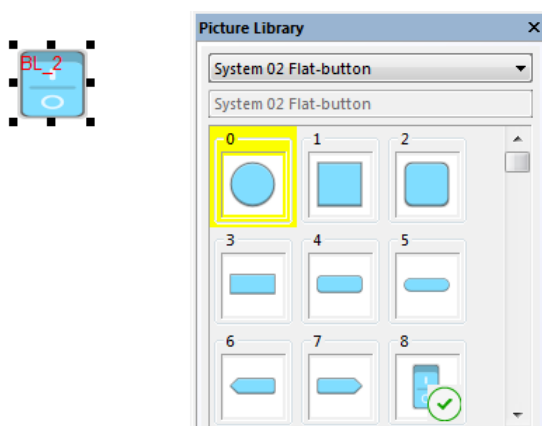 BL_2
Picture Library
System 02 Flat-button
System 02 Flat-button
0 1 2
3 4 5
6 7 8